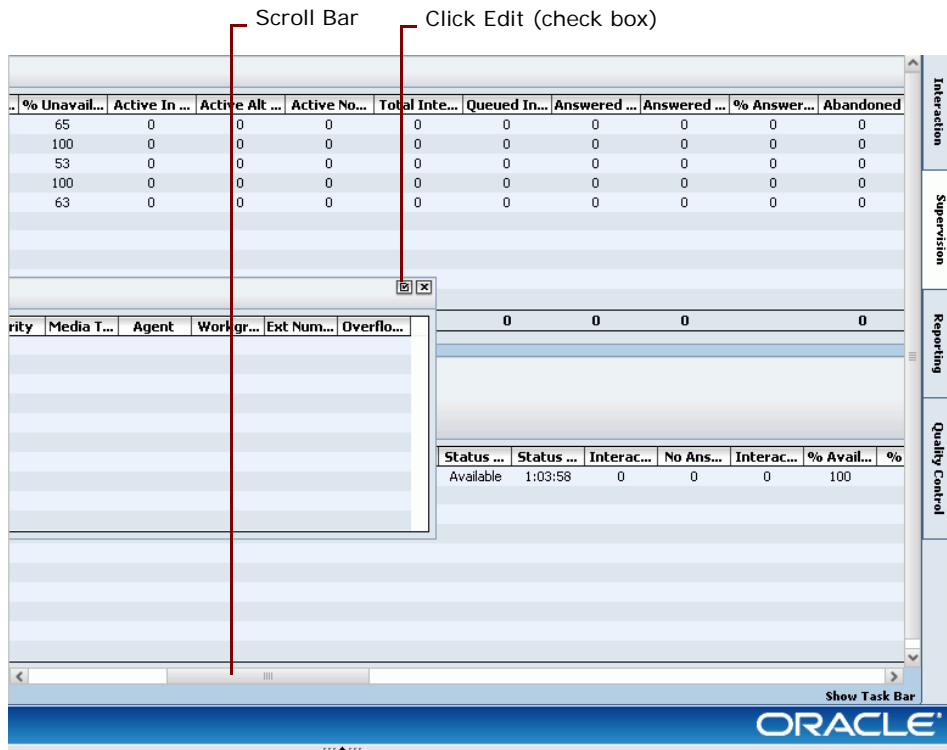 Scroll Bar Click Edit (check box)
. % Unavail... Active In ... Active Alt ... Active No... Total Inte... Queued In... Answered ... Answered ... % Answer... Abandoned
65 0 0 0 0 0 0 0 0 0
100 0 0 0 0 0 0 0 0 0
53 0 0 0 0 0 0 0 0 0
100 0 0 0 0 0 0 0 0 0
63 0 0 0 0 0 0 0 0 0
0 0 0 0
rity Media T... Agent Workgr... Ext Num... Overflo...
Status ... Status ... Interac... No Ans... Interac... % Avail... %
Available 1:03:58 0 0 0 100
Interaction
Supervision
Reporting
Quality Control
Show Task Bar
ORACLE